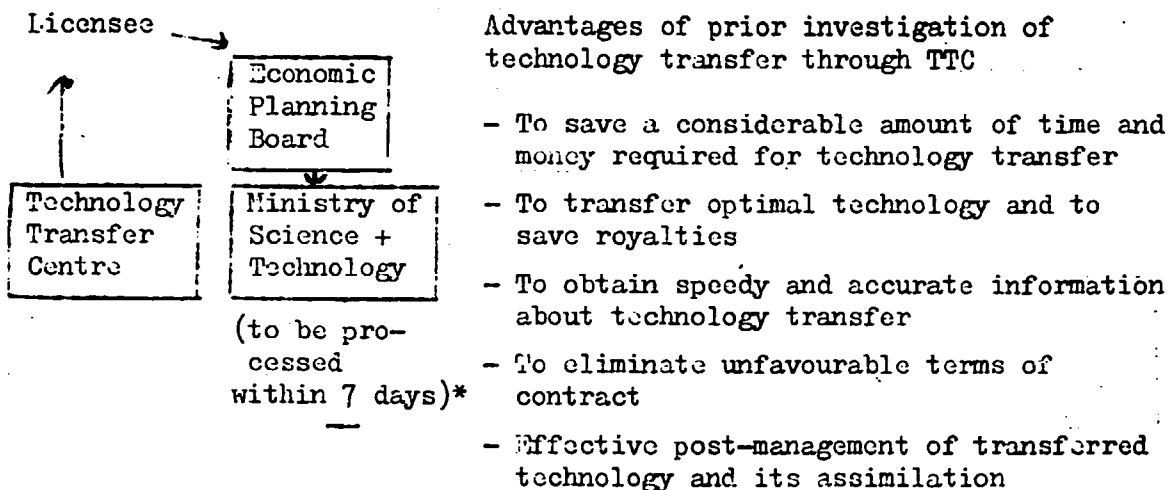 Licensee
Economic
Planning
Board
Technology
Transfer
Centre
Ministry of
Science +
Technology
(to be pro-
cessed
within 7 days)*
Advantages of prior investigation of
technology transfer through TTC
- To save a considerable amount of time and
money required for technology transfer
- To transfer optimal technology and to
save royalties
- To obtain speedy and accurate information
about technology transfer
- To eliminate unfavourable terms of
contract
- Effective post-management of transferred
technology and its assimilation